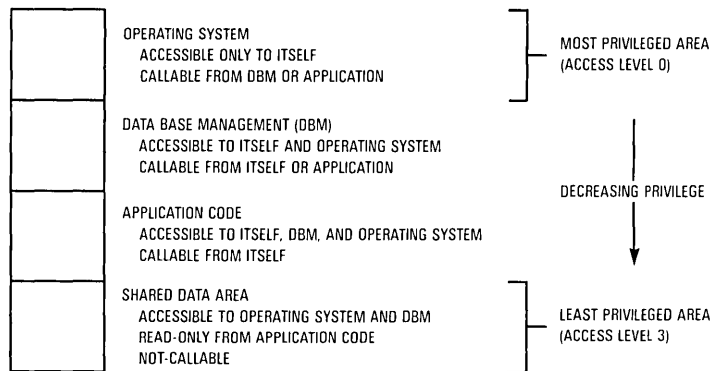 OPERATING SYSTEM
ACCESSIBLE ONLY TO ITSELF
CALLABLE FROM DBM OR APPLICATION
MOST PRIVILEGED AREA
(ACCESS LEVEL 0)
DATA BASE MANAGEMENT (DBM)
ACCESSIBLE TO ITSELF AND OPERATING SYSTEM
CALLABLE FROM ITSELF OR APPLICATION
DECREASING PRIVILEGE
APPLICATION CODE
ACCESSIBLE TO ITSELF, DBM, AND OPERATING SYSTEM
CALLABLE FROM ITSELF
SHARED DATA AREA
ACCESSIBLE TO OPERATING SYSTEM AND DBM
READ-ONLY FROM APPLICATION CODE
NOT-CALLABLE
LEAST PRIVILEGED AREA
(ACCESS LEVEL 3)